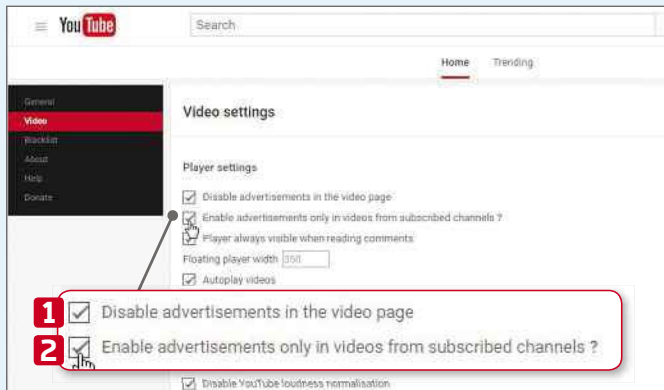 YouTube
Search
Home Trending
General
Video
Blacklist
About
Help
Donate
Video settings
Player settings
Disable advertisements in the video page
Enable advertisements only in videos from subscribed channels ?
Player always visible when reading comments
Floating player width 350
Autoplay videos
1 Disable advertisements in the video page
2 Enable advertisements only in videos from subscribed channels ?
Disable YouTube loudness normalisation